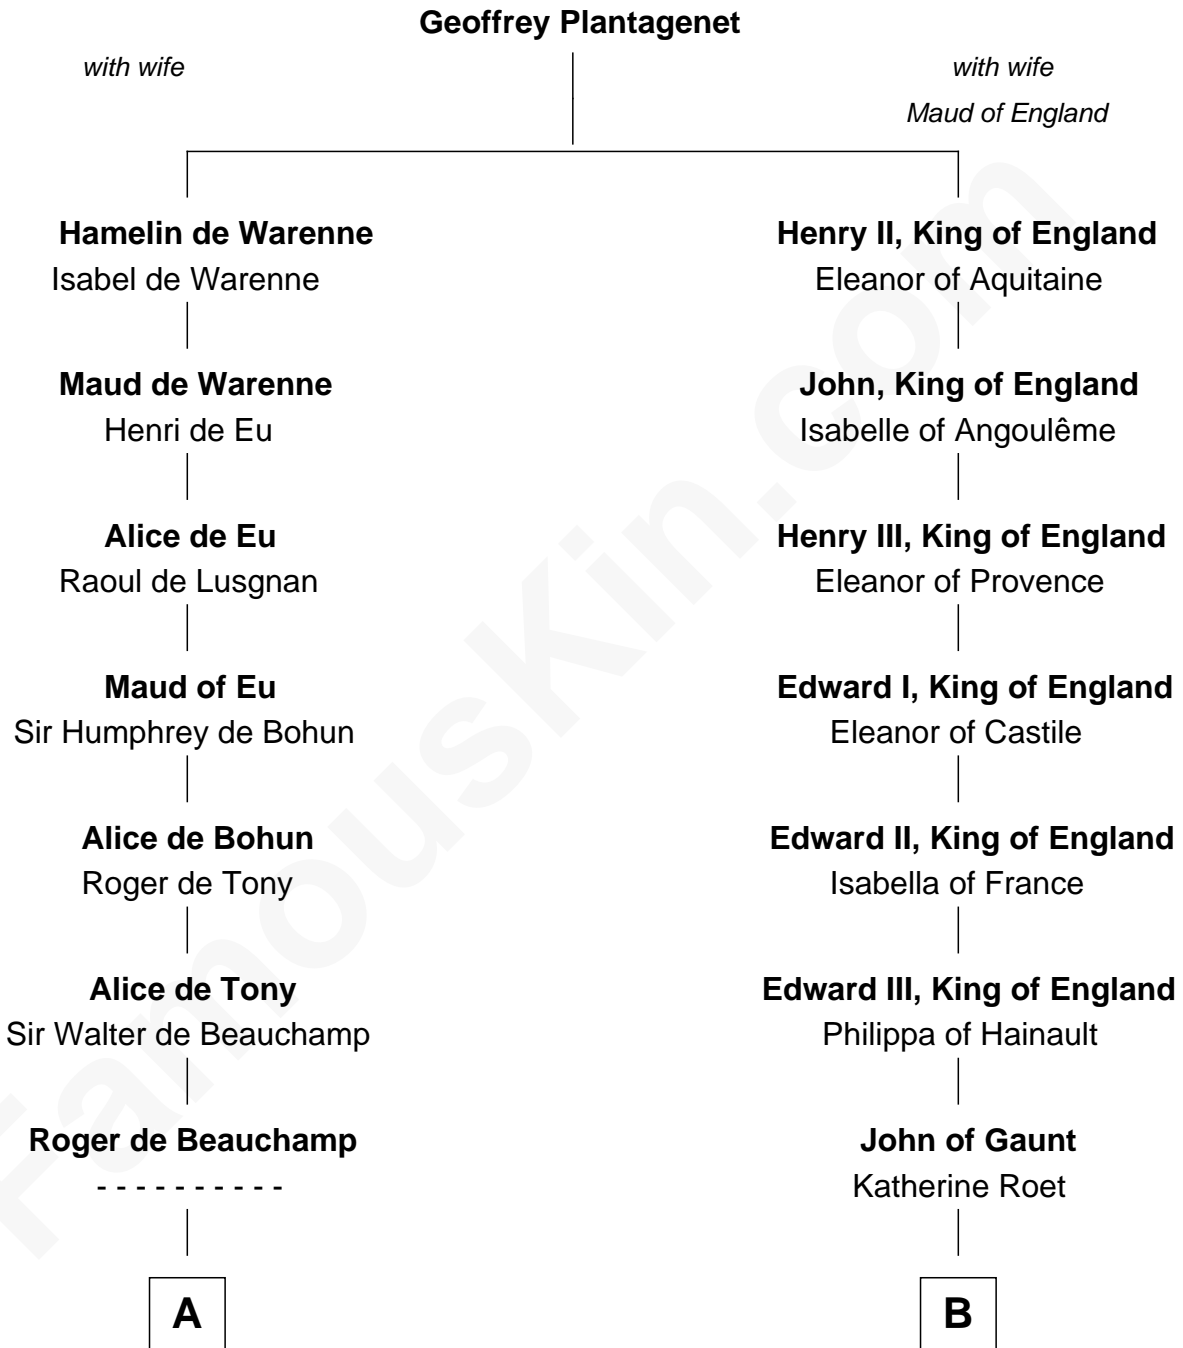 Geoffrey Plantagenet
with wife
with wife
Maud of England
Hamelin de Warenne
Isabel de Warenne
Henry II, King of England
Eleanor of Aquitaine
Maud de Warenne
Henri de Eu
John, King of England
Isabelle of Angoulême
Alice de Eu
Raoul de Lusgnan
Henry III, King of England
Eleanor of Provence
Maud of Eu
Sir Humphrey de Bohun
Edward I, King of England
Eleanor of Castile
Alice de Bohun
Roger de Tony
Edward II, King of England
Isabella of France
Alice de Tony
Sir Walter de Beauchamp
Edward III, King of England
Philippa of Hainault
Roger de Beauchamp
- - - - - - - - - -
John of Gaunt
Katherine Roet
A
B
FamousKin.com